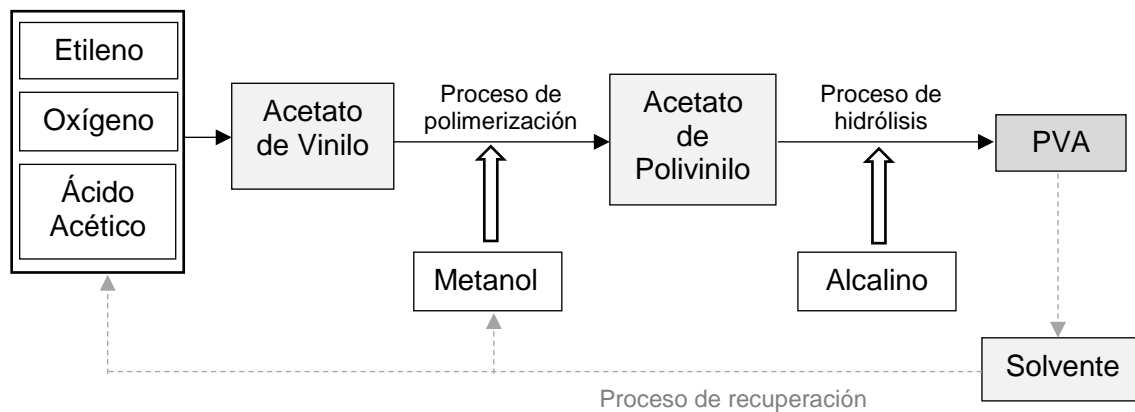 Etileno
Oxígeno
Ácido
Acético
Acetato
de Vinilo
Proceso de
polimerización
Metanol
Acetato
de
Polivinilo
Proceso de
hidrólisis
Alcalino
PVA
Solvente
Proceso de recuperación